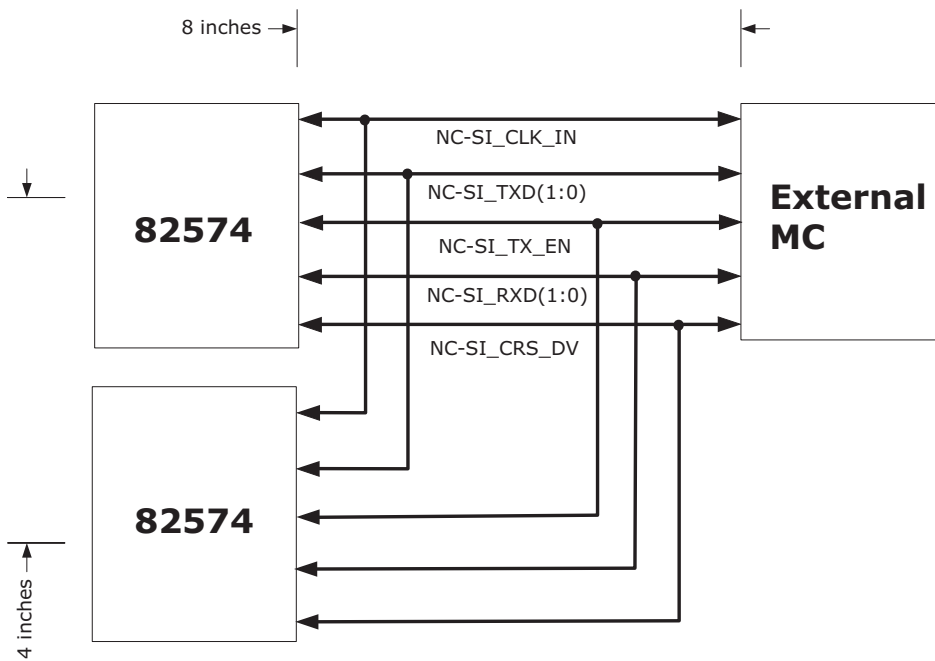 8 inches
82574
NC-SI_CLK_IN
NC-SI_TXD(1:0)
NC-SI_TX_EN
NC-SI_RXD(1:0)
NC-SI_CRS_DV
External
MC
82574
4 inches